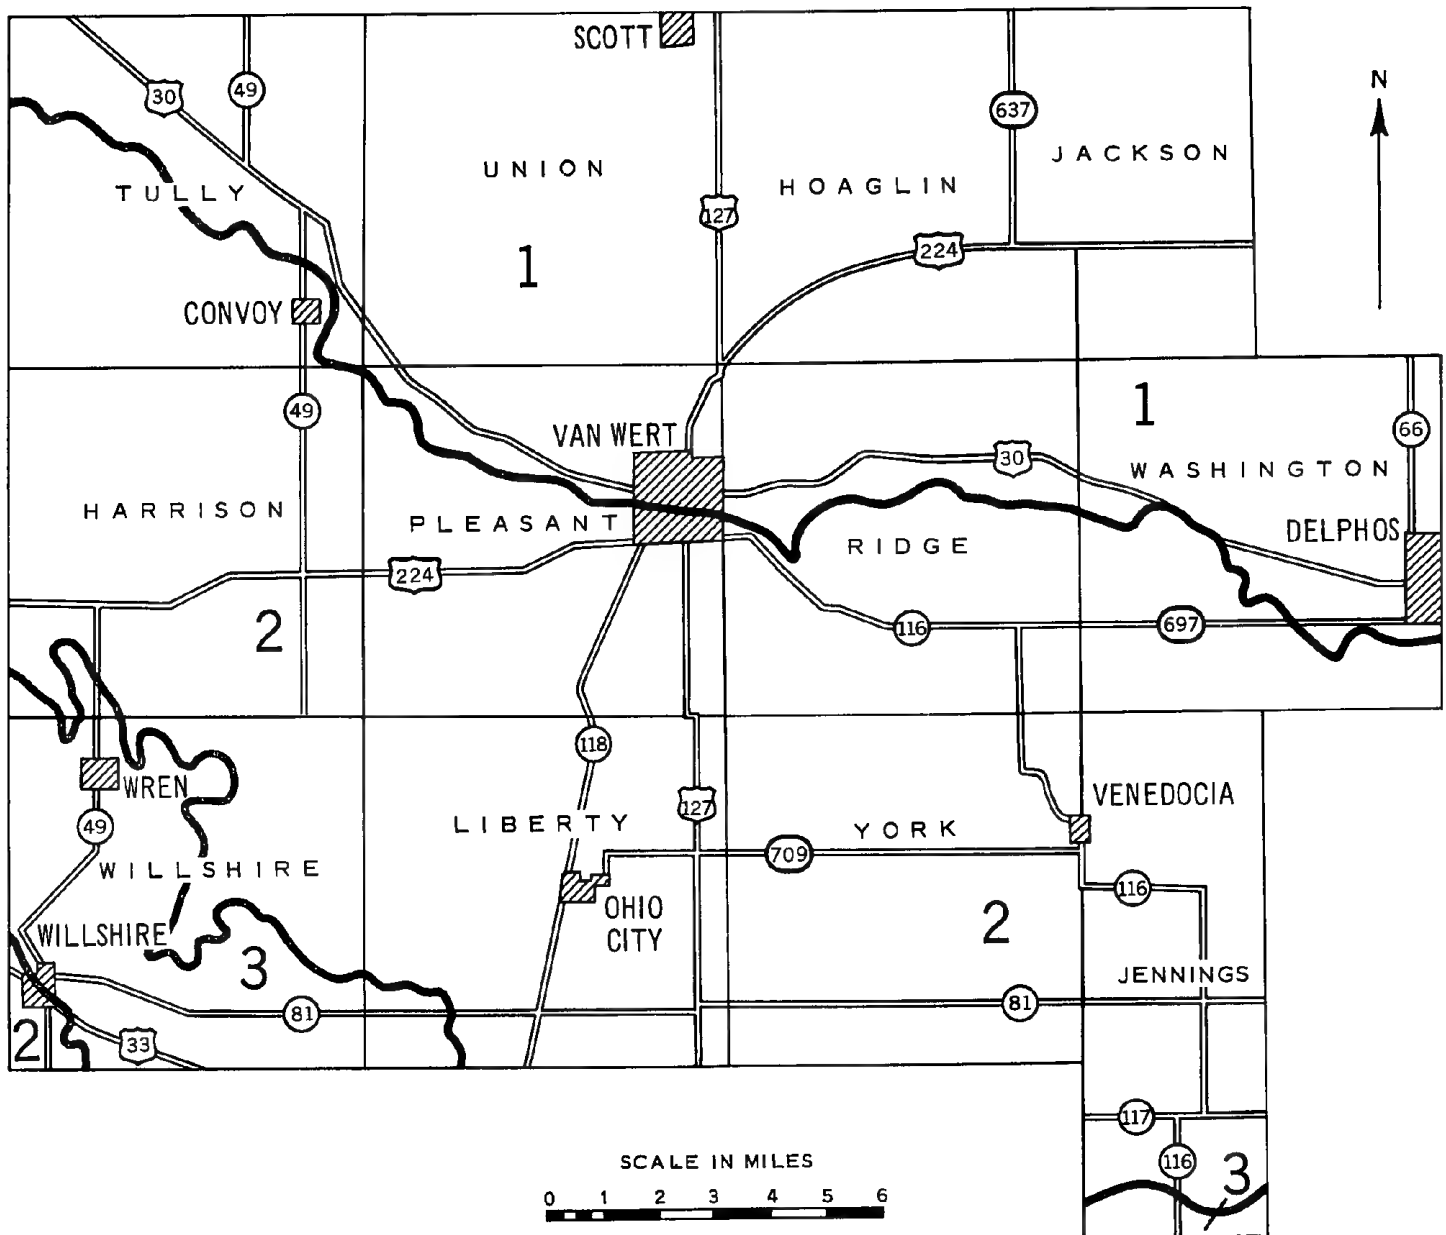 SCOTT
30
49
N
637
JACKSON
UNION
HOAGLIN
TULLY
127
224
1
CONVOY
1
49
VAN WERT
66
30
WASHINGTON
HARRISON
PLEASANT
DELPHOS
RIDGE
224
2
116
697
118
WREN
VENEDOCIA
127
49
LIBERTY
YORK
709
WILLSHIRE
116
OHIO
CITY
2
WILLSHIRE
3
JENNINGS
81
81
2
33
117
SCALE IN MILES
116
3
0 1 2 3 4 5 6